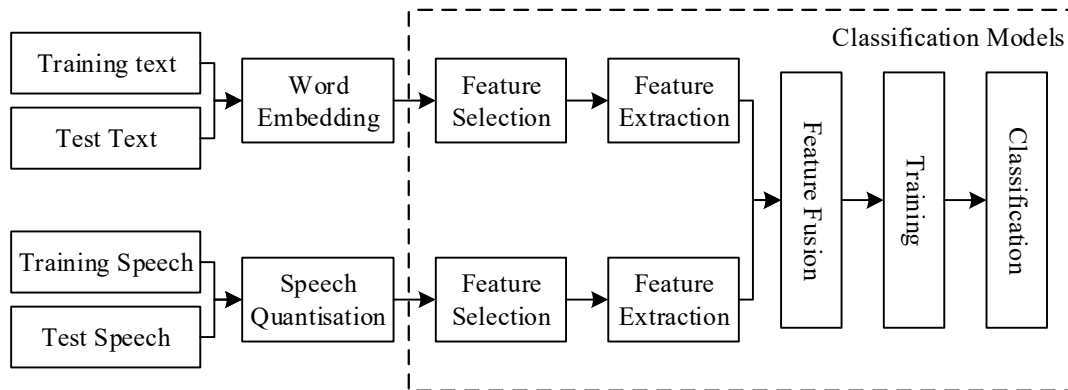 Classification Models
Training text
Test Text
Word
Embedding
Feature
Selection
Feature
Extraction
Training Speech
Test Speech
Speech
Quantisation
Feature
Selection
Feature
Extraction
Feature Fusion
Training
Classification